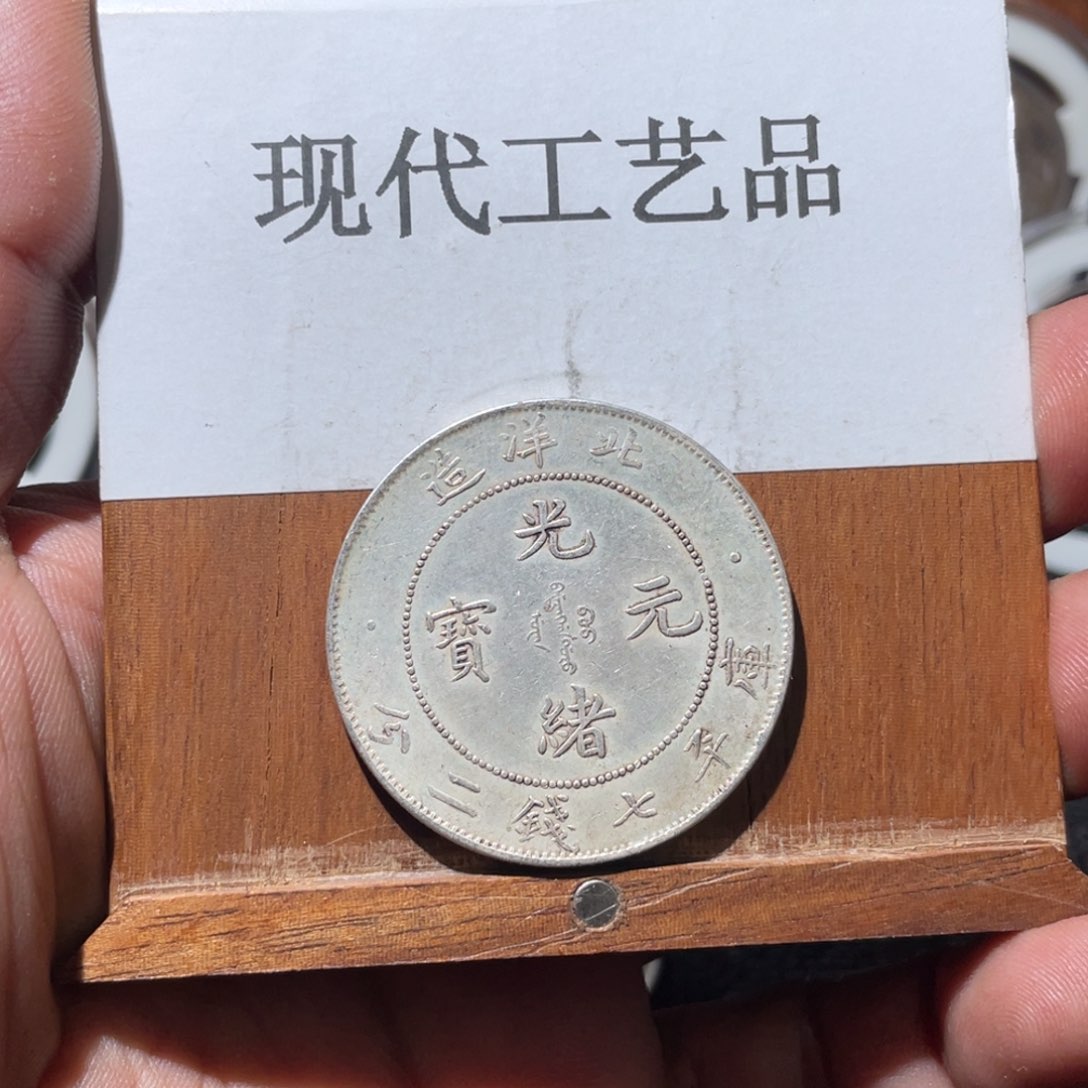 现代工艺品
北洋造
光緒元寶
庫平七錢二分